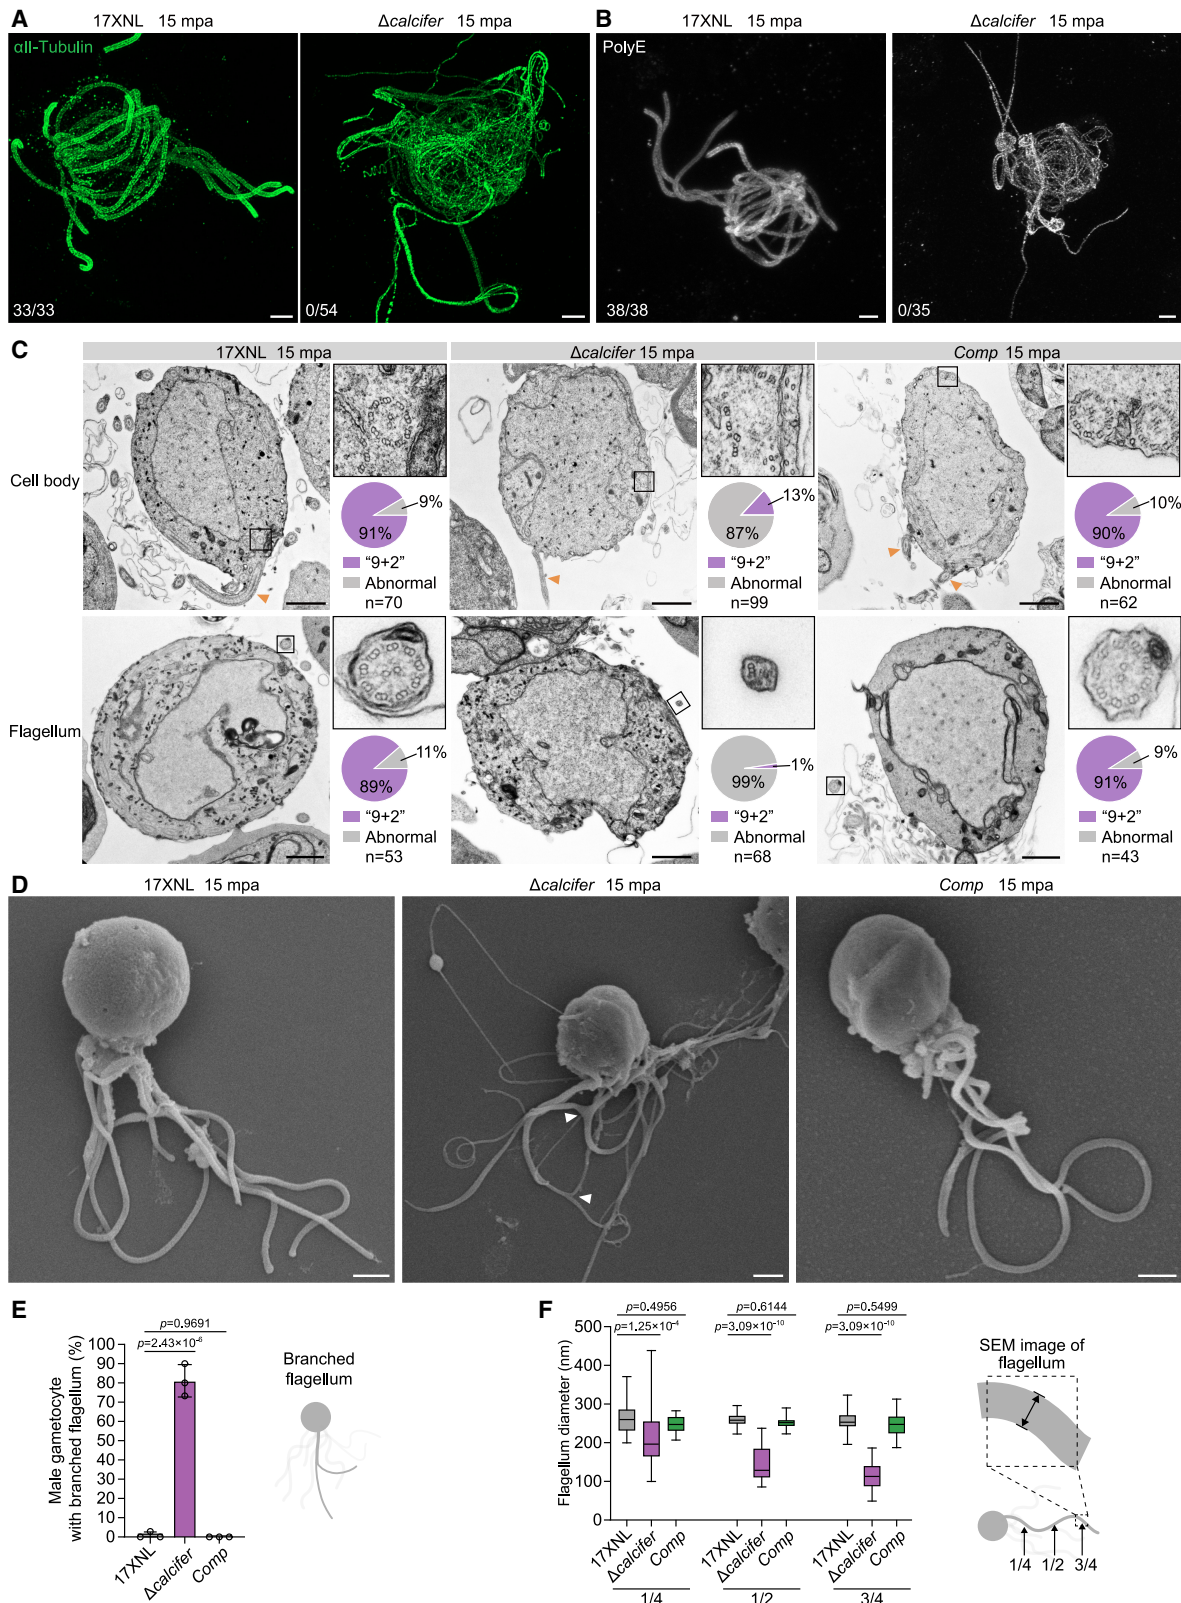 A
17XNL 15 mpa
Δcalcifer 15 mpa
αII-Tubulin
33/33
0/54
B
17XNL 15 mpa
Δcalcifer 15 mpa
PolyE
38/38
0/35
C
17XNL 15 mpa
Δcalcifer 15 mpa
Comp 15 mpa
Cell body
9%
91%
"9+2"
Abnormal
n=70
13%
87%
"9+2"
Abnormal
n=99
10%
90%
"9+2"
Abnormal
n=62
Flagellum
11%
89%
"9+2"
Abnormal
n=53
1%
99%
"9+2"
Abnormal
n=68
9%
91%
"9+2"
Abnormal
n=43
D
17XNL 15 mpa
Δcalcifer 15 mpa
Comp 15 mpa
E
p=0.9691
p=2.43×10⁻⁶
Male gametocyte
with branched flagellum (%)
100
90
80
70
60
50
40
30
20
10
0
17XNL
Δcalcifer
Comp
Branched
flagellum
F
p=0.4956
p=1.25×10⁻⁴
p=0.6144
p=3.09×10⁻¹⁰
p=0.5499
p=3.09×10⁻¹⁰
Flagellum diameter (nm)
500
400
300
200
100
0
17XNL
Δcalcifer
Comp
17XNL
Δcalcifer
Comp
17XNL
Δcalcifer
Comp
1/4
1/2
3/4
SEM image of
flagellum
1/4
1/2
3/4